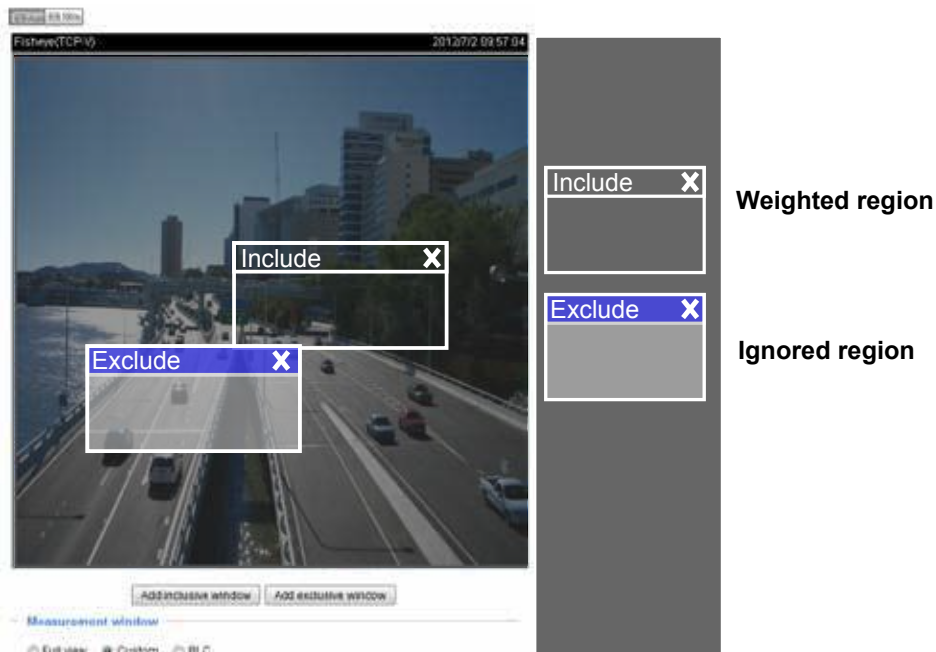 Fisheye(TCP-V) 2012/7/2 09:57:04
Include X
Weighted region
Include X
Exclude X
Ignored region
Exclude X
Add inclusive window Add exclusive window
Measurement window
Full view Custom BLC